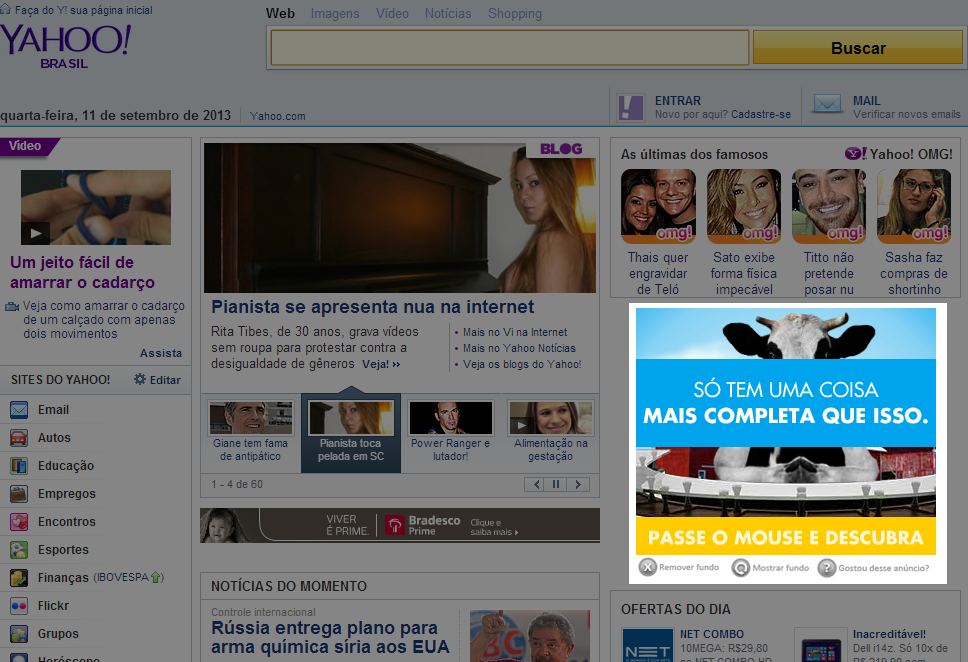 Faça do Y! sua página inicial
YAHOO!
BRASIL
Web Imagens Vídeo Notícias Shopping
Buscar
quarta-feira, 11 de setembro de 2013
Yahoo.com
ENTRAR
Novo por aqui? Cadastre-se
MAIL
Verificar novos emails
Vídeo
Um jeito fácil de
amarrar o cadarço
Veja como amarrar o cadarço
de um calçado com apenas
dois movimentos
Assista
SITES DO YAHOO!
Editar
Email
Autos
Educação
Empregos
Encontros
Esportes
Finanças (IBOVESPA)
Flickr
Grupos
Horóscopo
BLOG
Pianista se apresenta nua na internet
Rita Tibes, de 30 anos, grava vídeos
sem roupa para protestar contra a
desigualdade de gêneros Veja! ››
• Mais no Vi na Internet
• Mais no Yahoo Notícias
• Veja os blogs do Yahoo!
Giane tem fama
de antipático
Pianista toca
pelada em SC
Power Ranger e
lutador!
Alimentação na
gestação
1 - 4 de 60
VIVER
É PRIME.
Bradesco
Prime
Clique e
saiba mais
NOTÍCIAS DO MOMENTO
Controle internacional
Rússia entrega plano para
arma química síria aos EUA
As últimas dos famosos
Y! Yahoo! OMG!
omg!
omg!
omg!
omg!
Thais quer
engravidar
de Teló
Sato exibe
forma física
impecável
Titto não
pretende
posar nu
Sasha faz
compras de
shortinho
SÓ TEM UMA COISA
MAIS COMPLETA QUE ISSO.
PASSE O MOUSE E DESCUBRA
Remover fundo
Mostrar fundo
Gostou desse anúncio?
OFERTAS DO DIA
NET
NET COMBO
10MEGA: R$29,80
no NET COMBO HD
Inacreditável!
Dell i14z. Só 10x de
R$ 219,90 com